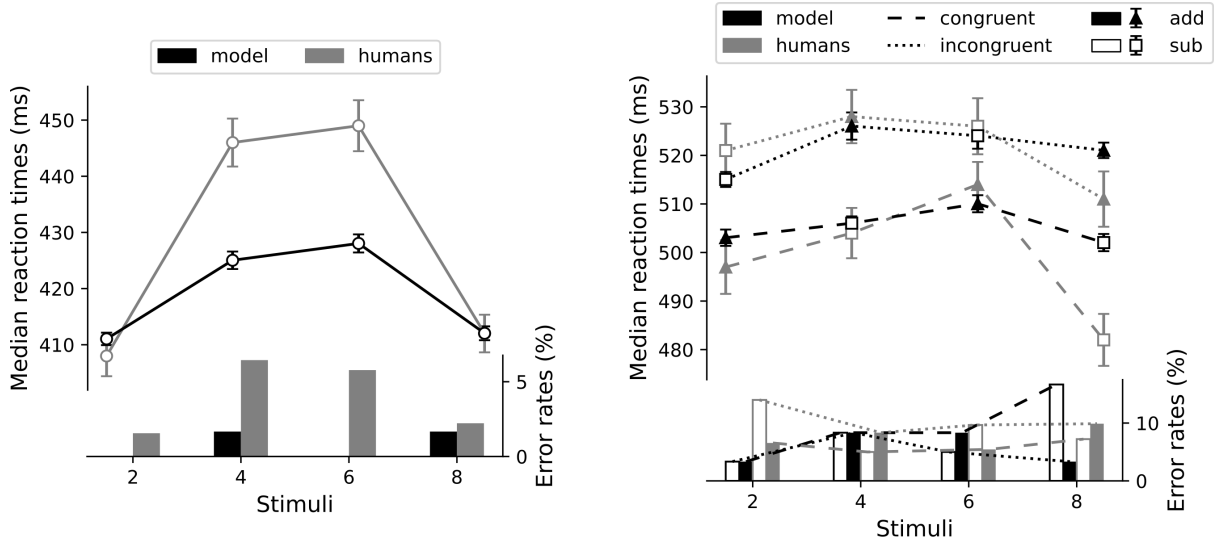 model humans
Median reaction times (ms)
450
440
430
420
410
5
0
Error rates (%)
2 4 6 8
Stimuli
model congruent add
humans incongruent sub
Median reaction times (ms)
530
520
510
500
490
480
10
0
Error rates (%)
2 4 6 8
Stimuli